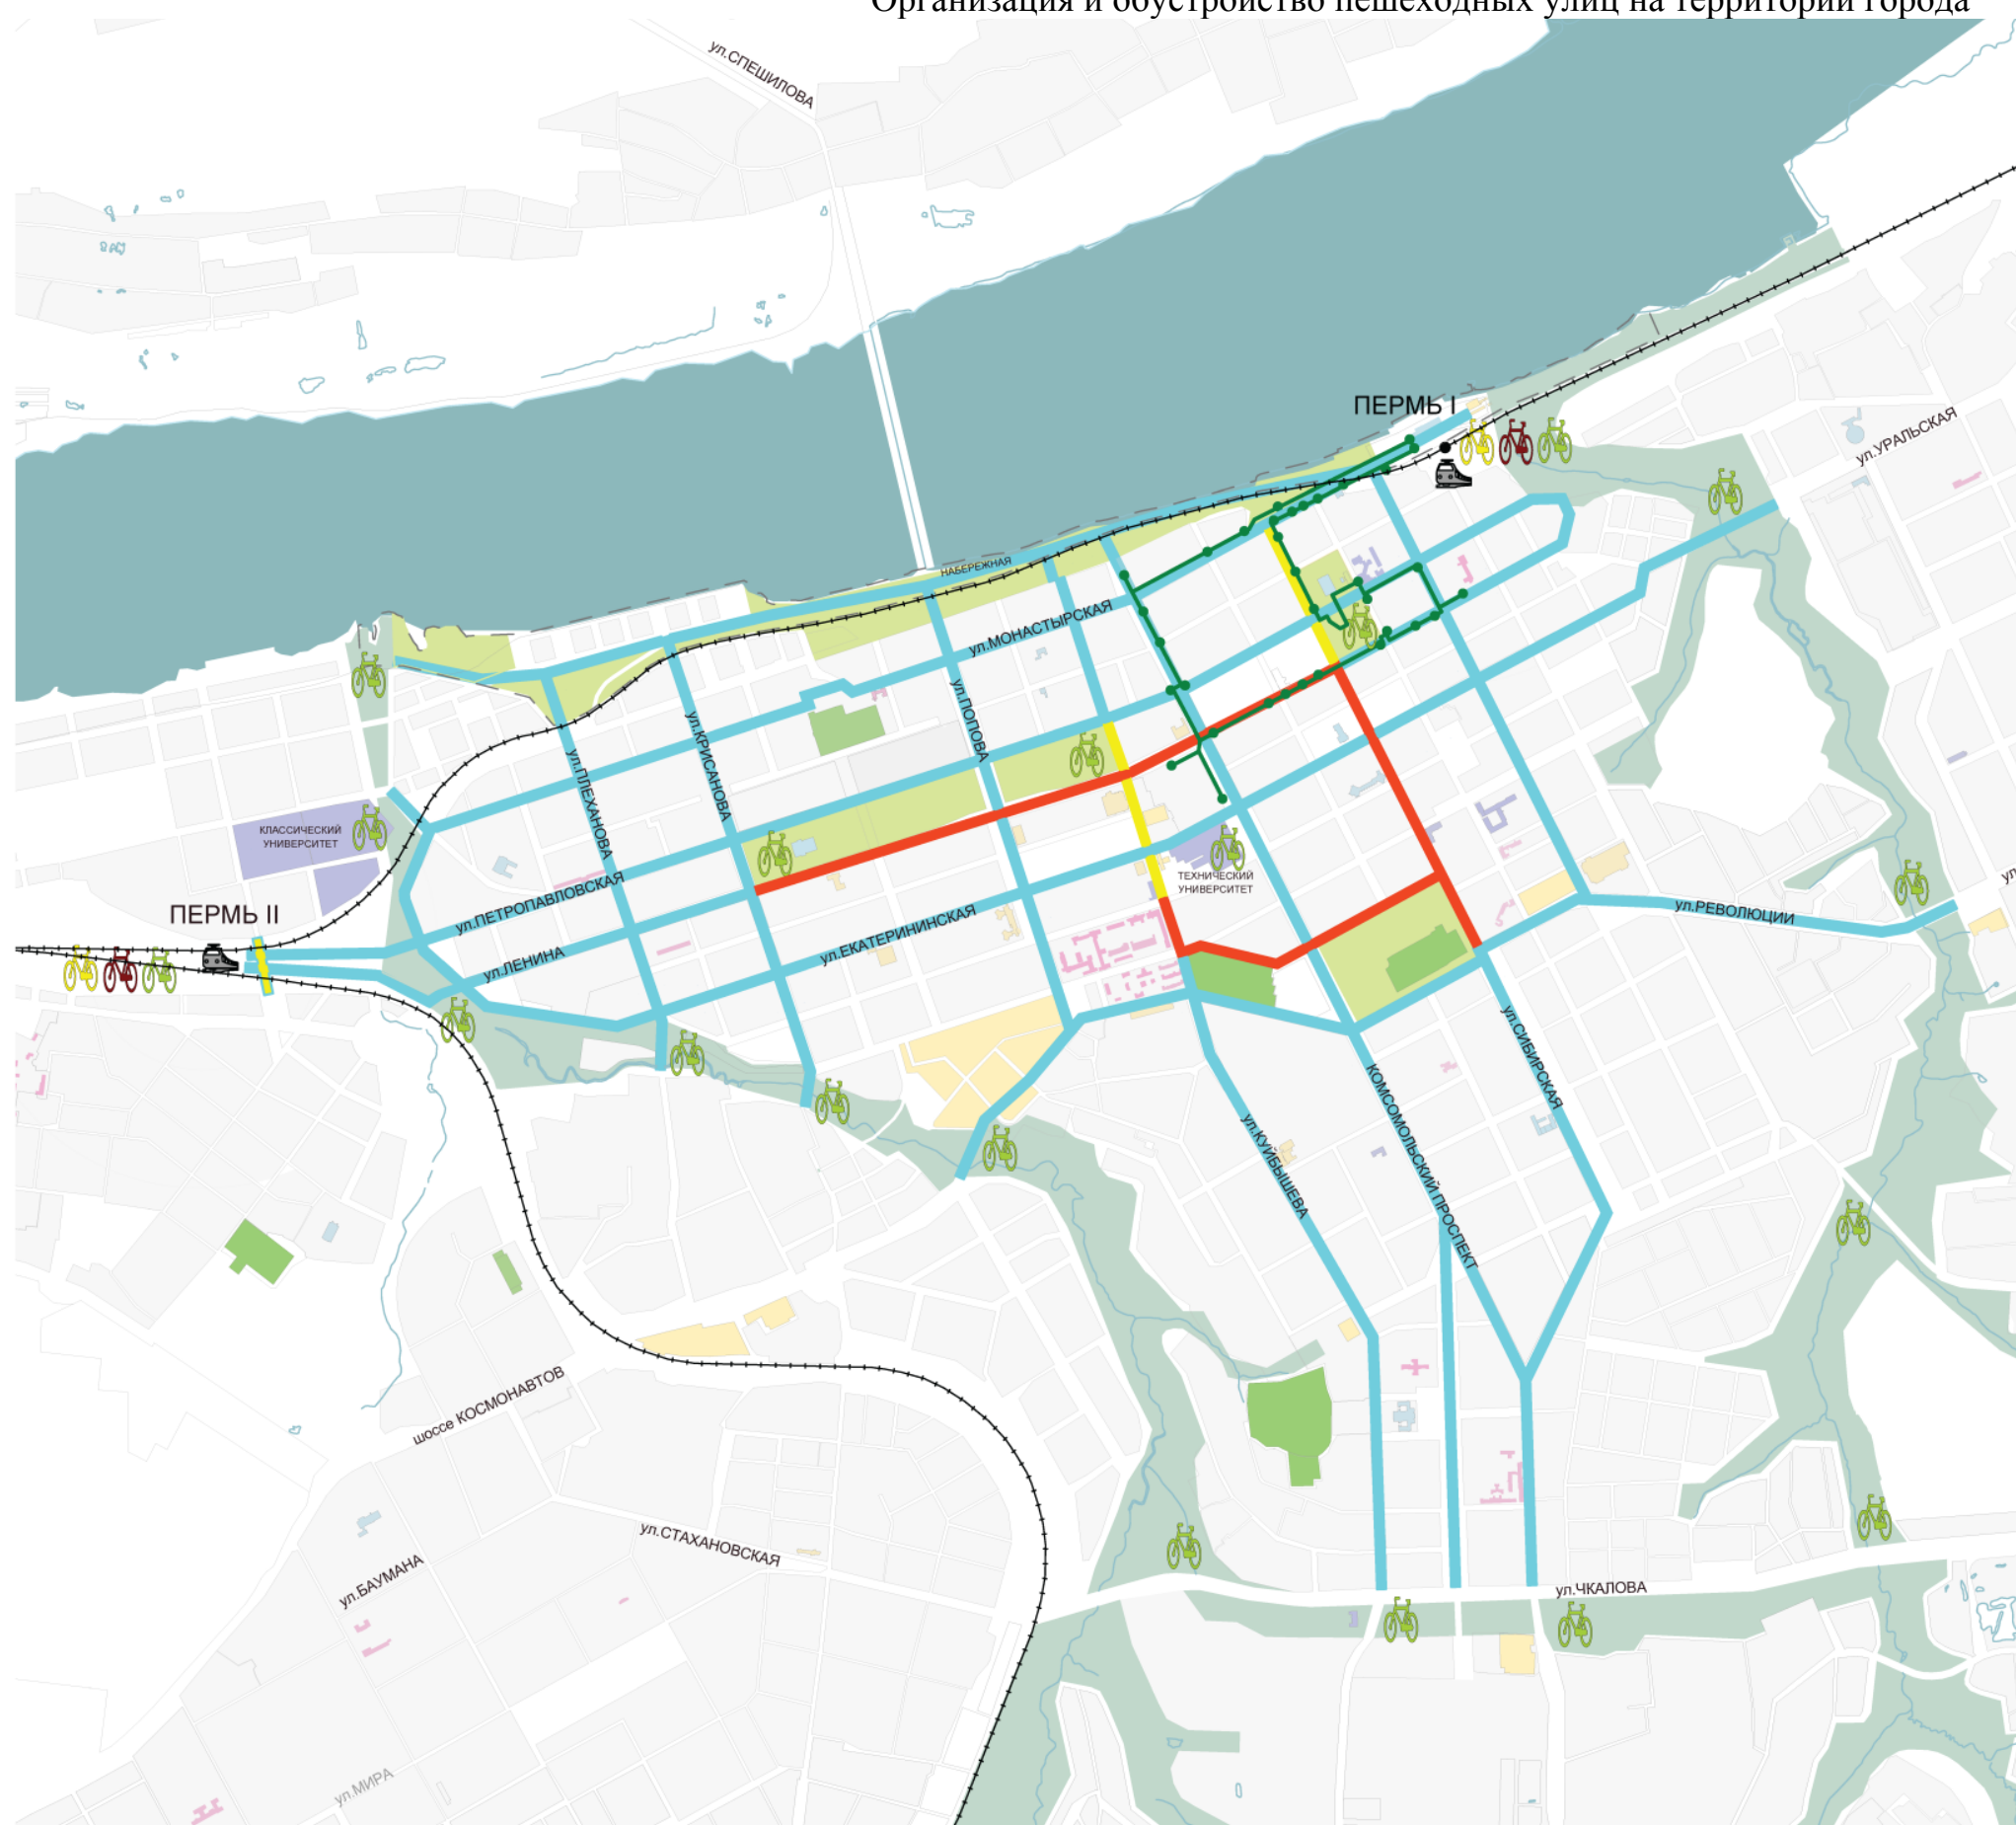 Организация и обустройство пешеходных улиц на территории города
ул.СПЕШИЛОВА
ПЕРМЬ I
ул.УРАЛЬСКАЯ
НАБЕРЕЖНАЯ
ул.МОНАСТЫРСКАЯ
ул.ПОПОВА
ул.КРИСАНОВА
ул.ПЛЕХАНОВА
КЛАССИЧЕСКИЙ
УНИВЕРСИТЕТ
ТЕХНИЧЕСКИЙ
УНИВЕРСИТЕТ
ПЕРМЬ II
ул.ПЕТРОПАВЛОВСКАЯ
ул.РЕВОЛЮЦИИ
ул.ЛЕНИНА
ул.ЕКАТЕРИНИНСКАЯ
ул.СИБИРСКАЯ
КОМСОМОЛЬСКИЙ ПРОСПЕКТ
ул.КУЙБЫШЕВА
шоссе КОСМОНАВТОВ
ул.СТАХАНОВСКАЯ
ул.БАУМАНА
ул.ЧКАЛОВА
ул.МИРА